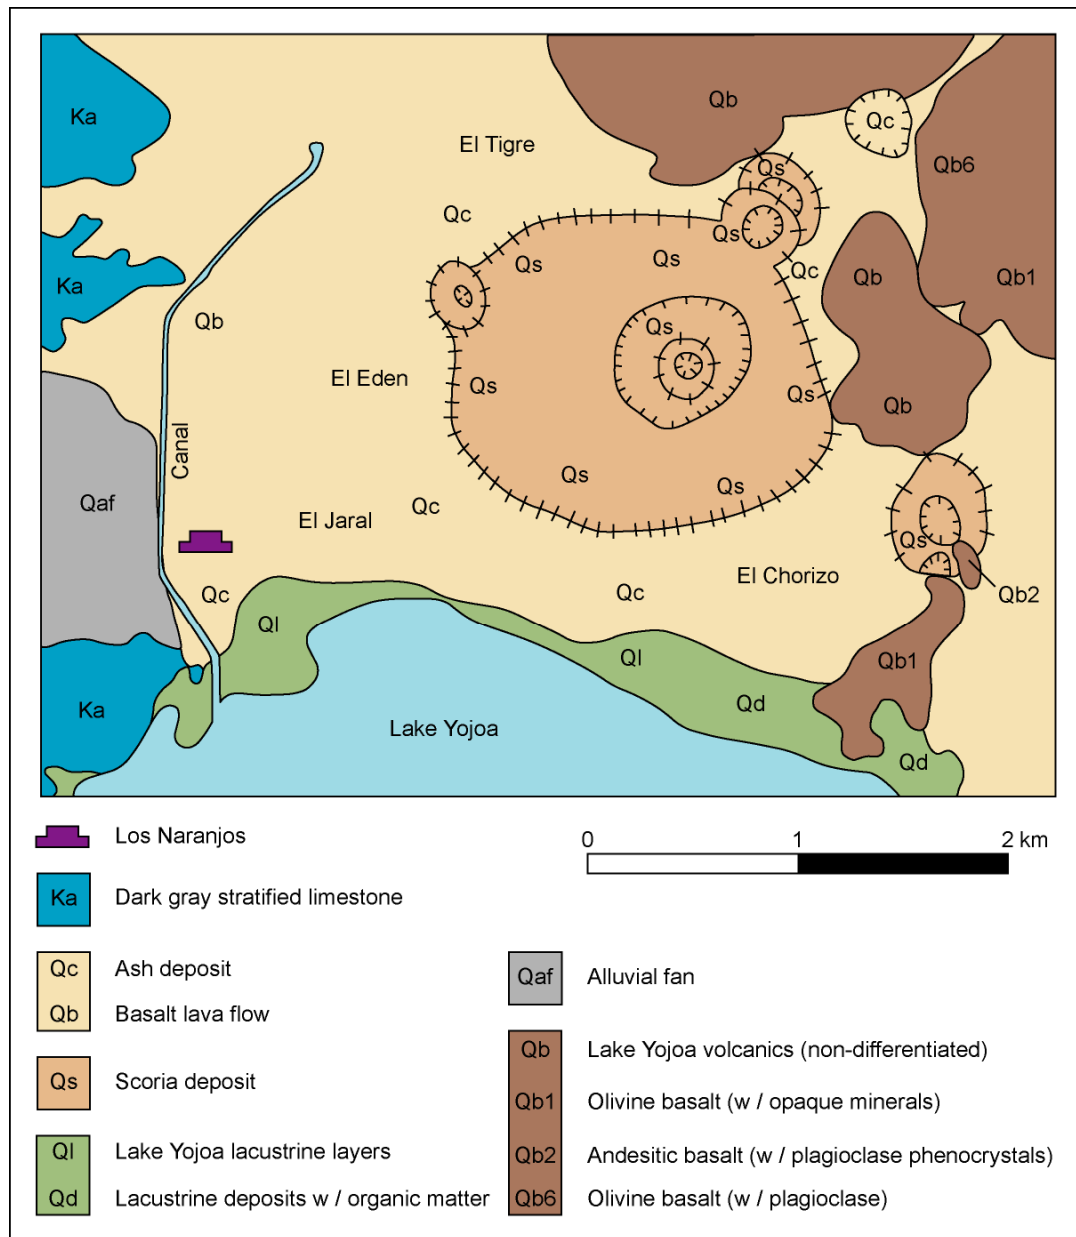 Ka
Qb
Qc
El Tigre
Qs
Qb6
Qc
Qs
Qs
Qs
Qc
Qb
Qb1
Ka
Qb
Qs
El Eden
Qs
Qs
Qb
Canal
Qs
Qs
Qaf
Qc
El Jaral
Qs
El Chorizo
Qc
Qc
Qb2
Ql
Ql
Qb1
Ka
Qd
Lake Yojoa
Qd
Los Naranjos
0 1 2 km
Ka Dark gray stratified limestone
Qc Ash deposit
Qb Basalt lava flow
Qs Scoria deposit
Ql Lake Yojoa lacustrine layers
Qd Lacustrine deposits w / organic matter
Qaf Alluvial fan
Qb Lake Yojoa volcanics (non-differentiated)
Qb1 Olivine basalt (w / opaque minerals)
Qb2 Andesitic basalt (w / plagioclase phenocrystals)
Qb6 Olivine basalt (w / plagioclase)